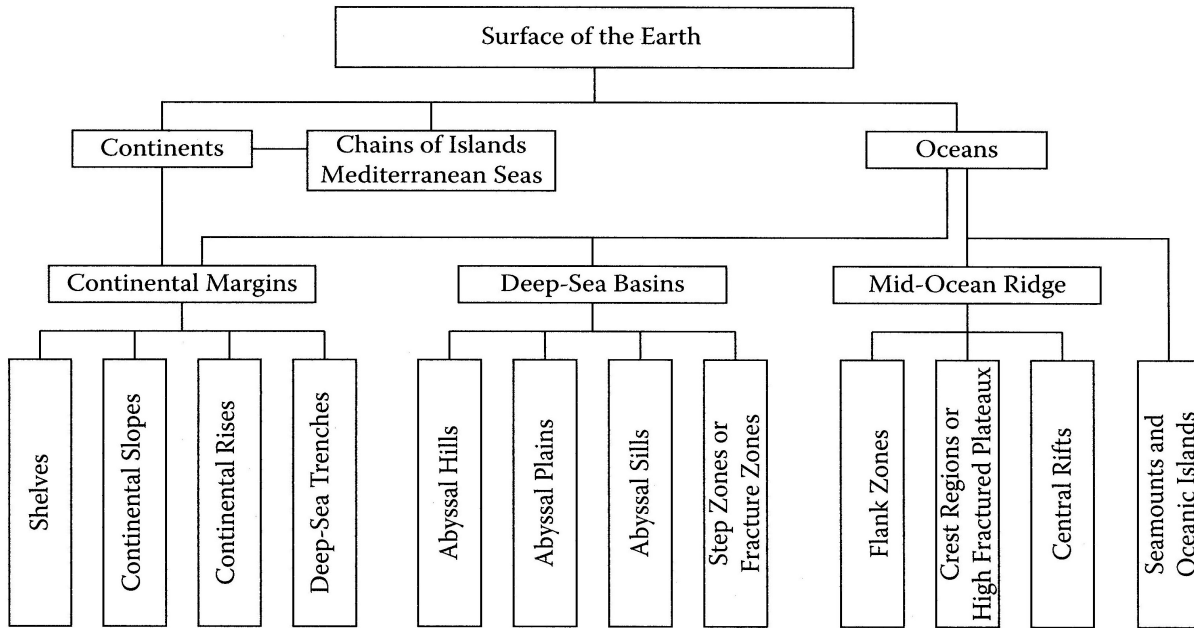 Surface of the Earth
Continents
Chains of Islands
Mediterranean Seas
Oceans
Continental Margins
Deep-Sea Basins
Mid-Ocean Ridge
Shelves
Continental Slopes
Continental Rises
Deep-Sea Trenches
Abyssal Hills
Abyssal Plains
Abyssal Sills
Step Zones or
Fracture Zones
Flank Zones
Crest Regions or
High Fractured Plateaux
Central Rifts
Seamounts and
Oceanic Islands